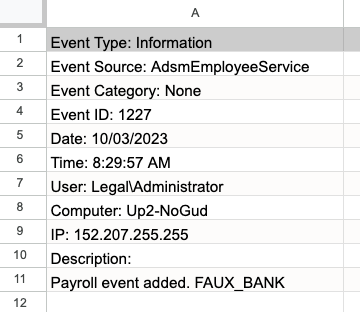 A
1 Event Type: Information
2 Event Source: AdsmEmployeeService
3 Event Category: None
4 Event ID: 1227
5 Date: 10/03/2023
6 Time: 8:29:57 AM
7 User: Legal\Administrator
8 Computer: Up2-NoGud
9 IP: 152.207.255.255
10 Description:
11 Payroll event added. FAUX_BANK
12